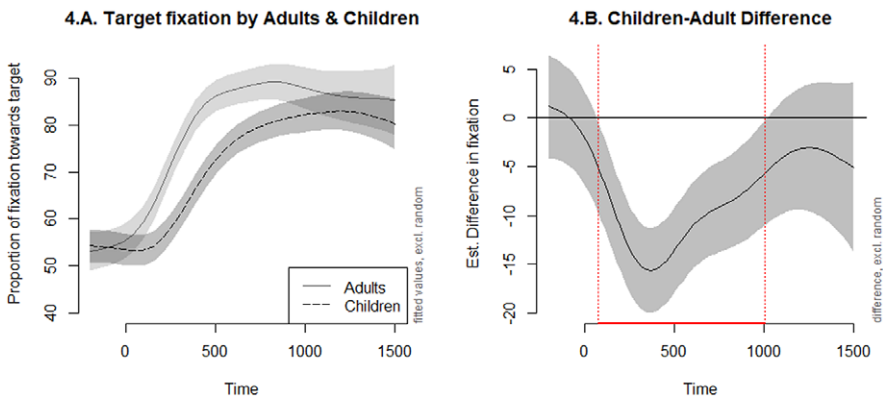 4.A. Target fixation by Adults & Children
Proportion of fixation towards target
90
80
70
60
50
40
Adults
Children
fitted values, excl. random
0 500 1000 1500
Time
4.B. Children-Adult Difference
Est. Difference in fixation
5
0
-5
-10
-15
-20
difference, excl. random
0 500 1000 1500
Time